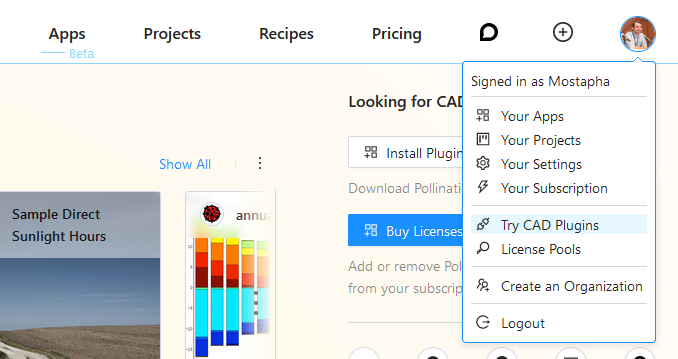 Apps
Projects
Recipes
Pricing
Beta
Signed in as Mostapha
Your Apps
Your Projects
Your Settings
Your Subscription
Try CAD Plugins
License Pools
Create an Organization
Logout
Looking for CAD
Install Plugin
Download Pollinati
Buy Licenses
Add or remove Pol
from your subscrip
Show All
Sample Direct
Sunlight Hours
annua